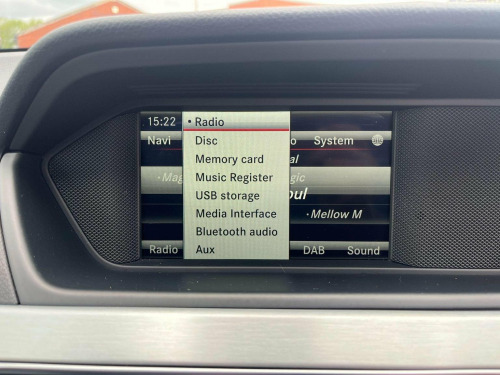 15:22 • Radio
Navi Disc System
Memory card
Music Register
USB storage
Media Interface • Mellow M
Bluetooth audio
Radio Aux DAB Sound